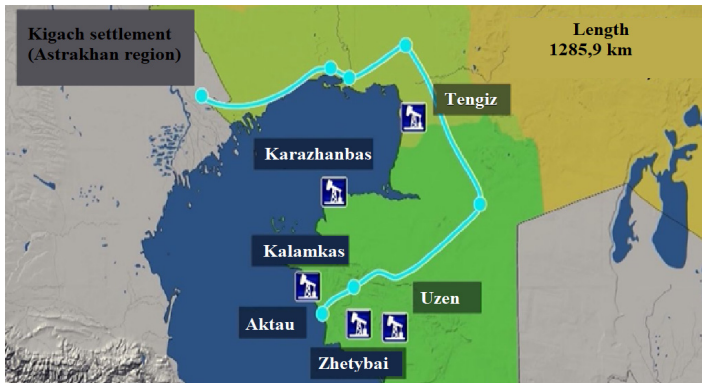 Kigach settlement
(Astrakhan region)
Length
1285,9 km
Tengiz
Karazhanbas
Kalamkas
Uzen
Aktau
Zhetybai